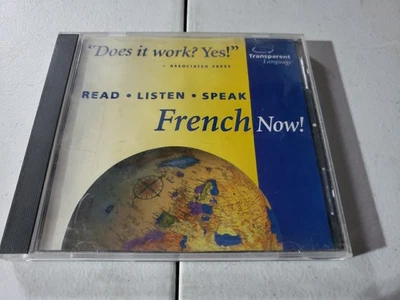 "Does it work? Yes!"
- ASSOCIATED PRESS
Transparent
Language
READ • LISTEN • SPEAK
French Now!